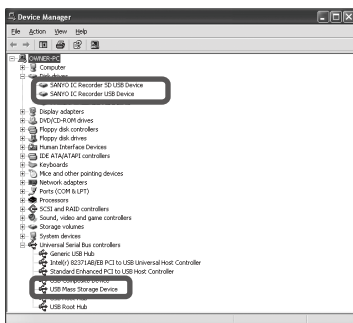 Device Manager
File Action View Help
OWNER-PC
Computer
Disk drives
SANYO IC Recorder SD USB Device
SANYO IC Recorder USB Device
Display adapters
DVD/CD-ROM drives
Floppy disk controllers
Floppy disk drives
Human Interface Devices
IDE ATA/ATAPI controllers
Keyboards
Mice and other pointing devices
Network adapters
Ports (COM & LPT)
Processors
SCSI and RAID controllers
Sound, video and game controllers
Storage volumes
System devices
Universal Serial Bus controllers
Generic USB Hub
Intel(r) 82371AB/EB PCI to USB Universal Host Controller
Standard Enhanced PCI to USB Host Controller
USB Composite Device
USB Mass Storage Device
USB Root Hub
USB Root Hub